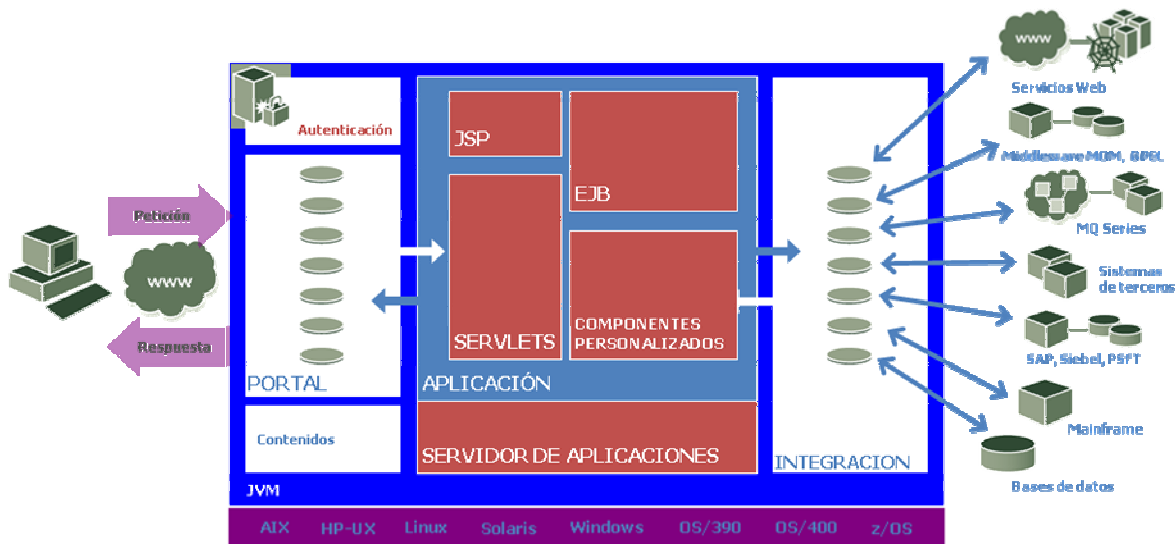 Petición
WWW
Respuesta
Autenticación
PORTAL
Contenidos
JSP
SERVLETS
EJB
COMPONENTES
PERSONALIZADOS
APLICACIÓN
SERVIDOR DE APLICACIONES
INTEGRACION
JVM
AIX
HP-UX
Linux
Solaris
Windows
OS/390
OS/400
z/OS
WWW
Servicios Web
Middleware MOM, BPEL
MQ Series
Sistemas
de terceros
SAP, Siebel, PSFT
Mainframe
Bases de datos